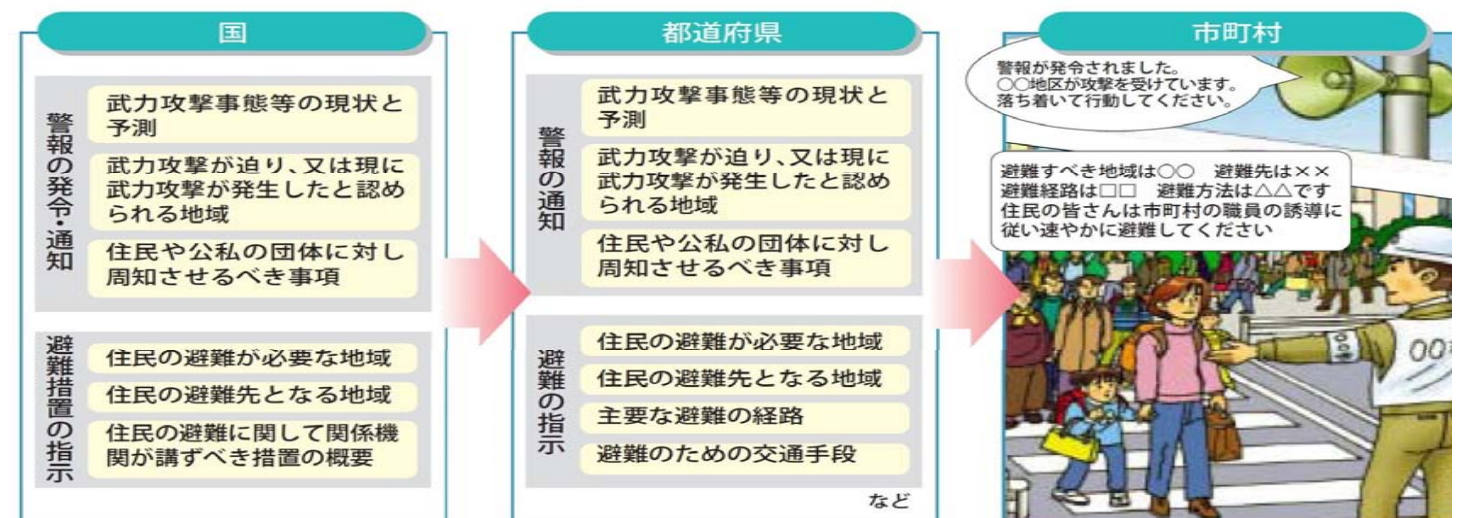 国
警報の発令・通知
武力攻撃事態等の現状と
予測
武力攻撃が迫り、又は現に
武力攻撃が発生したと認め
られる地域
住民や公私の団体に対し
周知させるべき事項
避難措置の指示
住民の避難が必要な地域
住民の避難先となる地域
住民の避難に関して関係機
関が講ずべき措置の概要
都道府県
警報の通知
武力攻撃事態等の現状と
予測
武力攻撃が迫り、又は現に
武力攻撃が発生したと認め
られる地域
住民や公私の団体に対し
周知させるべき事項
避難の指示
住民の避難が必要な地域
住民の避難先となる地域
主要な避難の経路
避難のための交通手段
など
市町村
警報が発令されました。
○○地区が攻撃を受けています。
落ち着いて行動してください。
避難すべき地域は○○　避難先は××
避難経路は□□　避難方法は△△です
住民の皆さんは市町村の職員の誘導に
従い速やかに避難してください
○○